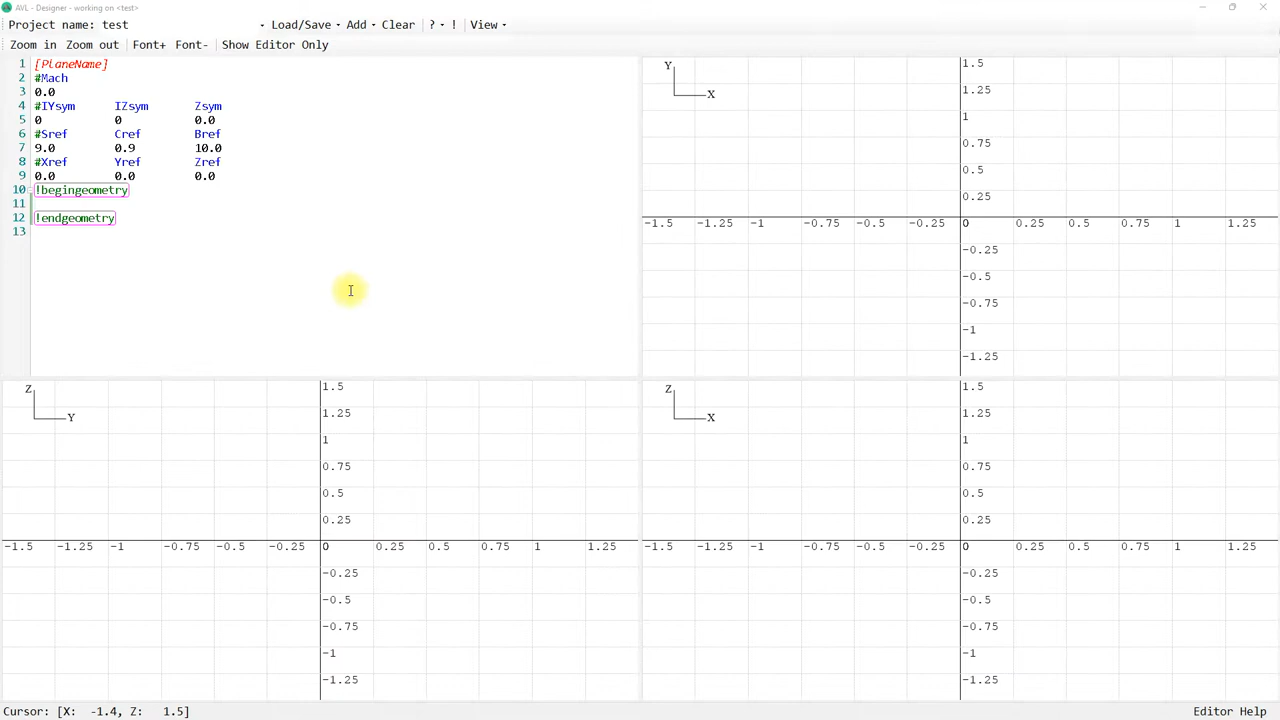 AVL - Designer - working on <test>
Project name: test Load/Save Add Clear ? ! View
Zoom in Zoom out Font+ Font- Show Editor Only
1 [PlaneName]
2 #Mach
3 0.0
4 #IYsym IZsym Zsym
5 0 0 0.0
6 #Sref Cref Bref
7 9.0 0.9 10.0
8 #Xref Yref Zref
9 0.0 0.0 0.0
10 !begingeometry
11
12 !endgeometry
13
Y
X
1.5
1.25
1
0.75
0.5
0.25
-1.5 -1.25 -1 -0.75 -0.5 -0.25 0 0.25 0.5 0.75 1 1.25
-0.25
-0.5
-0.75
-1
-1.25
Z
Y
1.5
1.25
1
0.75
0.5
0.25
-1.5 -1.25 -1 -0.75 -0.5 -0.25 0 0.25 0.5 0.75 1 1.25
-0.25
-0.5
-0.75
-1
-1.25
Z
X
1.5
1.25
1
0.75
0.5
0.25
-1.5 -1.25 -1 -0.75 -0.5 -0.25 0 0.25 0.5 0.75 1 1.25
-0.25
-0.5
-0.75
-1
-1.25
Cursor: [X: -1.4, Z: 1.5] Editor Help